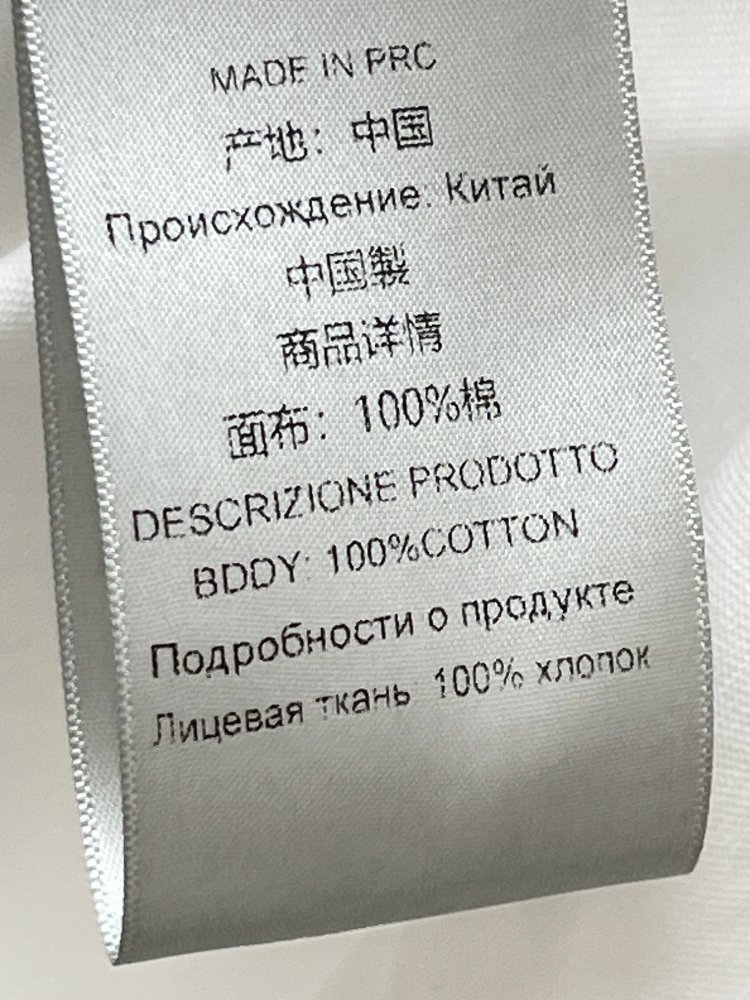 MADE IN PRC
产地：中国
Происхождение: Китай
中国製
商品详情
面布：100%棉
DESCRIZIONE PRODOTTO
BDDY: 100%COTTON
Подробности о продукте
Лицевая ткань: 100% хлопок